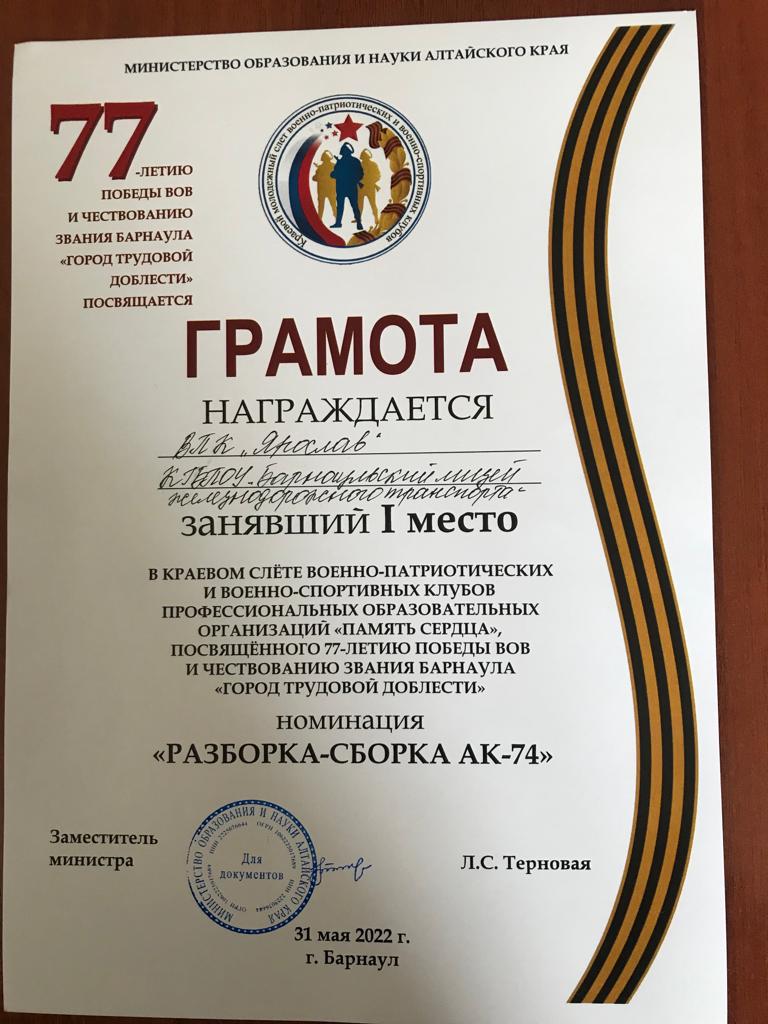 МИНИСТЕРСТВО ОБРАЗОВАНИЯ И НАУКИ АЛТАЙСКОГО КРАЯ
77
-ЛЕТИЮ
ПОБЕДЫ ВОВ
И ЧЕСТВОВАНИЮ
ЗВАНИЯ БАРНАУЛА
«ГОРОД ТРУДОВОЙ
ДОБЛЕСТИ»
ПОСВЯЩАЕТСЯ
Краевой молодежный слет военно-патриотических и военно-спортивных клубов
ГРАМОТА
НАГРАЖДАЕТСЯ
ВПК „Ярослав"
КГБПОУ „Барнаульский лицей
железнодорожного транспорта"
занявший I место
В КРАЕВОМ СЛЁТЕ ВОЕННО-ПАТРИОТИЧЕСКИХ
И ВОЕННО-СПОРТИВНЫХ КЛУБОВ
ПРОФЕССИОНАЛЬНЫХ ОБРАЗОВАТЕЛЬНЫХ
ОРГАНИЗАЦИЙ «ПАМЯТЬ СЕРДЦА»,
ПОСВЯЩЁННОГО 77-ЛЕТИЮ ПОБЕДЫ ВОВ
И ЧЕСТВОВАНИЮ ЗВАНИЯ БАРНАУЛА
«ГОРОД ТРУДОВОЙ ДОБЛЕСТИ»
номинация
«РАЗБОРКА-СБОРКА АК-74»
Заместитель
министра
МИНИСТЕРСТВО ОБРАЗОВАНИЯ И НАУКИ АЛТАЙСКОГО КРАЯ
Для
документов
Л.С. Терновая
31 мая 2022 г.
г. Барнаул